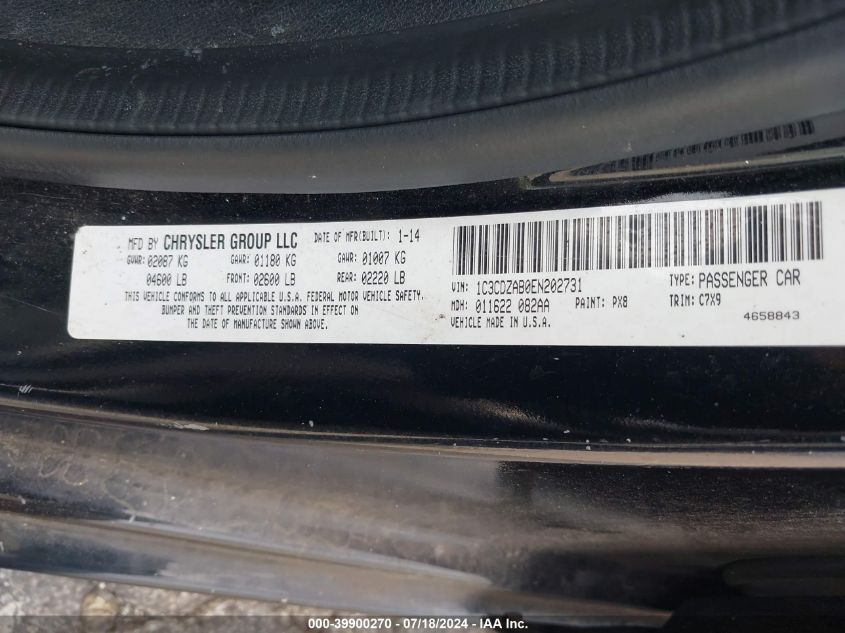 MFD BY CHRYSLER GROUP LLC DATE OF MFR(BUILT): 1-14
GVWR: 02087 KG GAWR: 01180 KG GAWR: 01007 KG
04600 LB FRONT: 02600 LB REAR: 02220 LB
THIS VEHICLE CONFORMS TO ALL APPLICABLE U.S.A. FEDERAL MOTOR VEHICLE SAFETY,
BUMPER AND THEFT PREVENTION STANDARDS IN EFFECT ON
THE DATE OF MANUFACTURE SHOWN ABOVE.
VIN: 1C3CDZAB0EN202731 TYPE: PASSENGER CAR
MDH: 011622 082AA PAINT: PX8 TRIM: C7X9
VEHICLE MADE IN U.S.A. 4658843
000-39900270 - 07/18/2024 - IAA Inc.